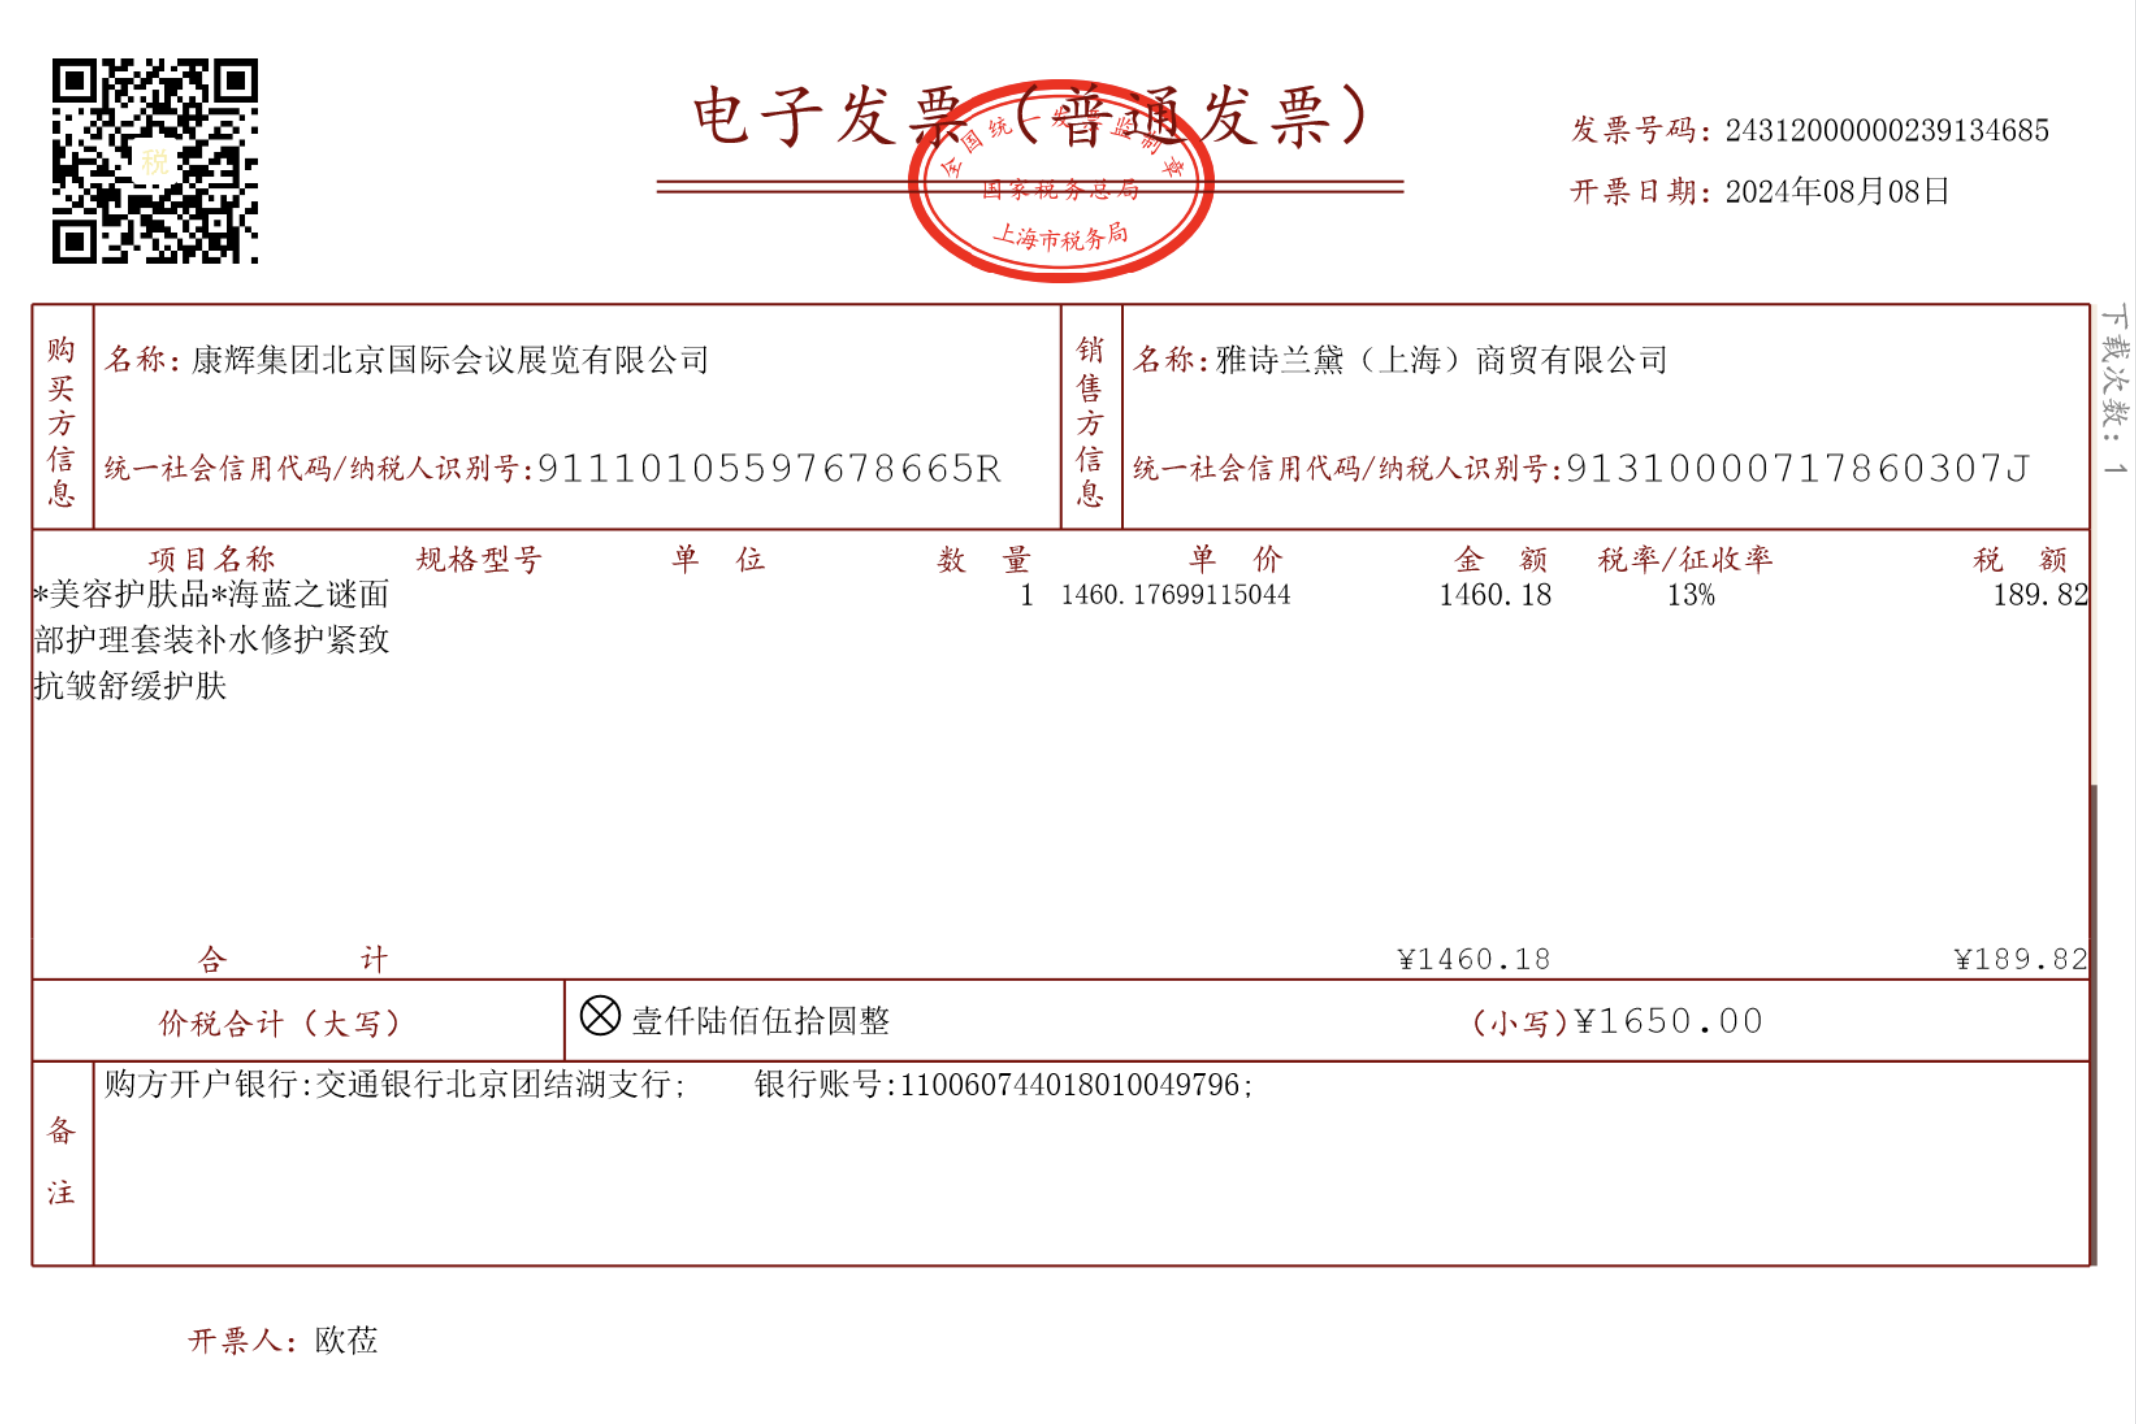 税
电子发票（普通发票）
全国统一发票监制章
国家税务总局
上海市税务局
发票号码：24312000000239134685
开票日期：2024年08月08日
下载次数：1
购买方信息
名称：康辉集团北京国际会议展览有限公司
统一社会信用代码/纳税人识别号:91110105597678665R
销售方信息
名称:雅诗兰黛（上海）商贸有限公司
统一社会信用代码/纳税人识别号:91310000717860307J
项目名称 规格型号 单 位 数 量 单 价 金 额 税率/征收率 税 额
*美容护肤品*海蓝之谜面 1 1460.17699115044 1460.18 13% 189.82
部护理套装补水修护紧致
抗皱舒缓护肤
合 计 ¥1460.18 ¥189.82
价税合计（大写） 壹仟陆佰伍拾圆整 （小写）¥1650.00
备注
购方开户银行:交通银行北京团结湖支行; 银行账号:110060744018010049796;
开票人：欧莅